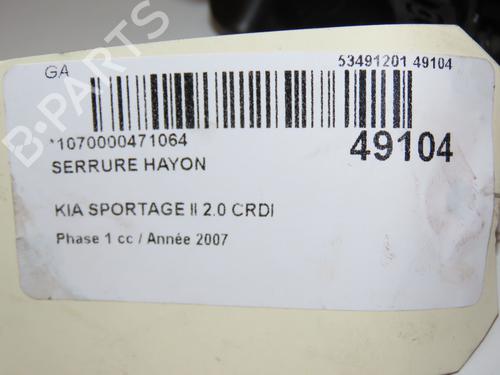 GA
53491201 49104
*1070000471064
49104
SERRURE HAYON
KIA SPORTAGE II 2.0 CRDI
Phase 1 cc / Année 2007
B-PARTS